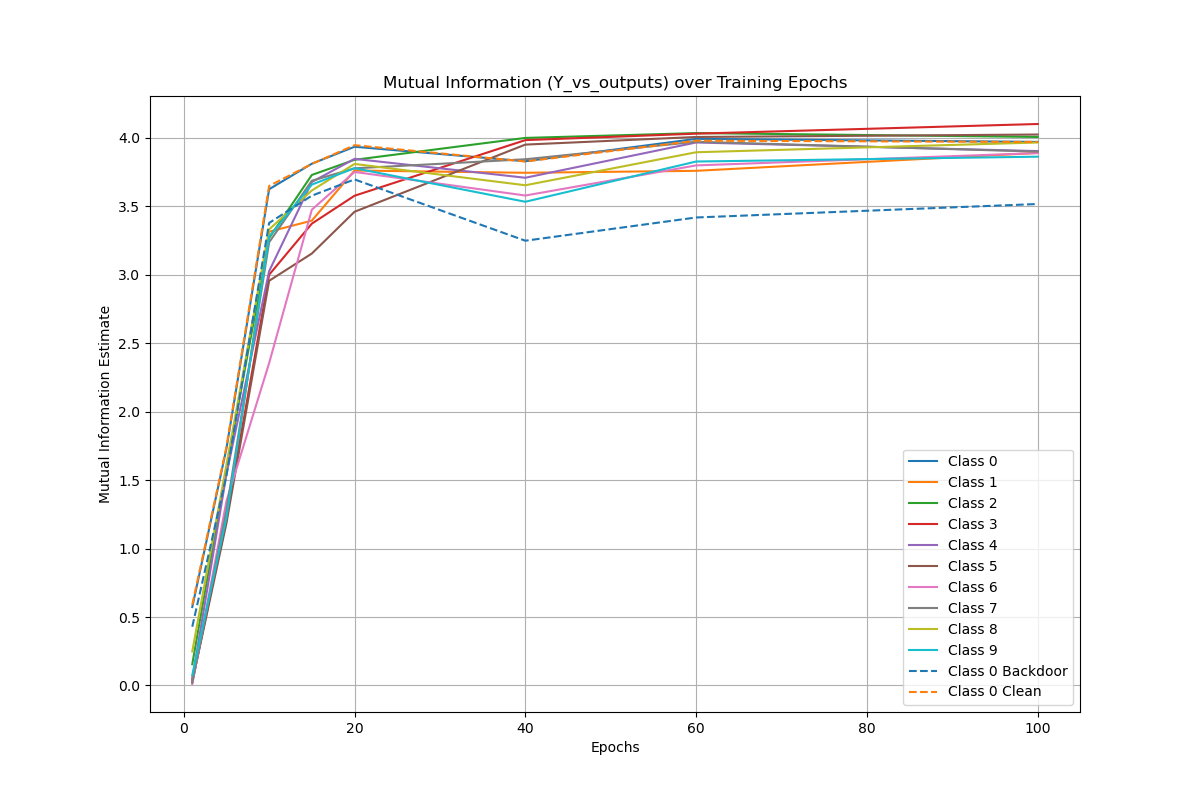 Mutual Information (Y_vs_outputs) over Training Epochs
Mutual Information Estimate
4.0
3.5
3.0
2.5
2.0
1.5
1.0
0.5
0.0
Class 0
Class 1
Class 2
Class 3
Class 4
Class 5
Class 6
Class 7
Class 8
Class 9
Class 0 Backdoor
Class 0 Clean
0 20 40 60 80 100
Epochs